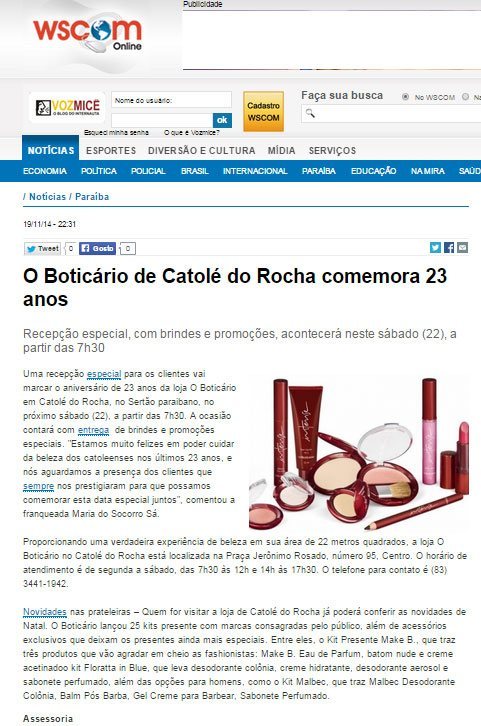 Publicidade
wscom
Online
VOZMICÊ
O BLOG DO INTERNAUTA
Nome do usuário:
ok
Esqueci minha senha O que é Vozmice?
Cadastro
WSCOM
Faça sua busca
No WSCOM
Na
NOTÍCIAS ESPORTES DIVERSÃO E CULTURA MÍDIA SERVIÇOS
ECONOMIA POLÍTICA POLICIAL BRASIL INTERNACIONAL PARAÍBA EDUCAÇÃO NA MIRA SAÚD
/ Notícias / Paraíba
19/11/14 - 22:31
Tweet 0 Gosto 0
O Boticário de Catolé do Rocha comemora 23
anos
Recepção especial, com brindes e promoções, acontecerá neste sábado (22), a
partir das 7h30
Uma recepção especial para os clientes vai
marcar o aniversário de 23 anos da loja O Boticário
em Catolé do Rocha, no Sertão paraibano, no
próximo sábado (22), a partir das 7h30. A ocasião
contará com entrega de brindes e promoções
especiais. "Estamos muito felizes em poder cuidar
da beleza dos catoleenses nos últimos 23 anos, e
nós aguardamos a presença dos clientes que
sempre nos prestigiaram para que possamos
comemorar esta data especial juntos", comentou a
franqueada Maria do Socorro Sá.
Proporcionando uma verdadeira experiência de beleza em sua área de 22 metros quadrados, a loja O
Boticário no Catolé do Rocha está localizada na Praça Jerônimo Rosado, número 95, Centro. O horário de
atendimento é de segunda a sábado, das 7h30 às 12h e 14h às 17h30. O telefone para contato é (83)
3441-1942.
Novidades nas prateleiras – Quem for visitar a loja de Catolé do Rocha já poderá conferir as novidades de
Natal. O Boticário lançou 25 kits presente com marcas consagradas pelo público, além de acessórios
exclusivos que deixam os presentes ainda mais especiais. Entre eles, o Kit Presente Make B., que traz
três produtos que vão agradar em cheio as fashionistas: Make B. Eau de Parfum, batom nude e creme
acetinadoo kit Floratta in Blue, que leva desodorante colônia, creme hidratante, desodorante aerosol e
sabonete perfumado, além das opções para homens, como o Kit Malbec, que traz Malbec Desodorante
Colônia, Balm Pós Barba, Gel Creme para Barbear, Sabonete Perfumado.
Assessoria